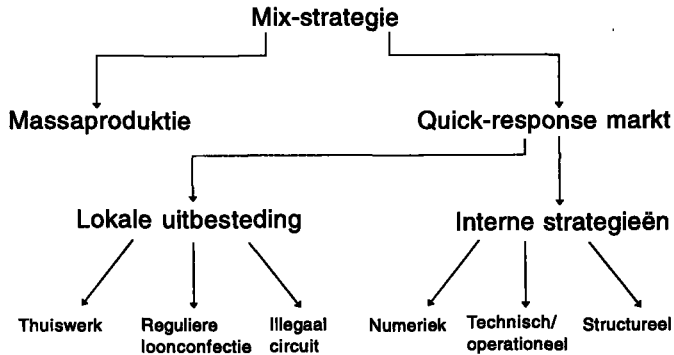 Mix-strategie
Massaproduktie
Quick-response markt
Lokale uitbesteding
Interne strategieën
Thuiswerk
Reguliere
loonconfectie
Illegaal
circuit
Numeriek
Technisch/
operationeel
Structureel